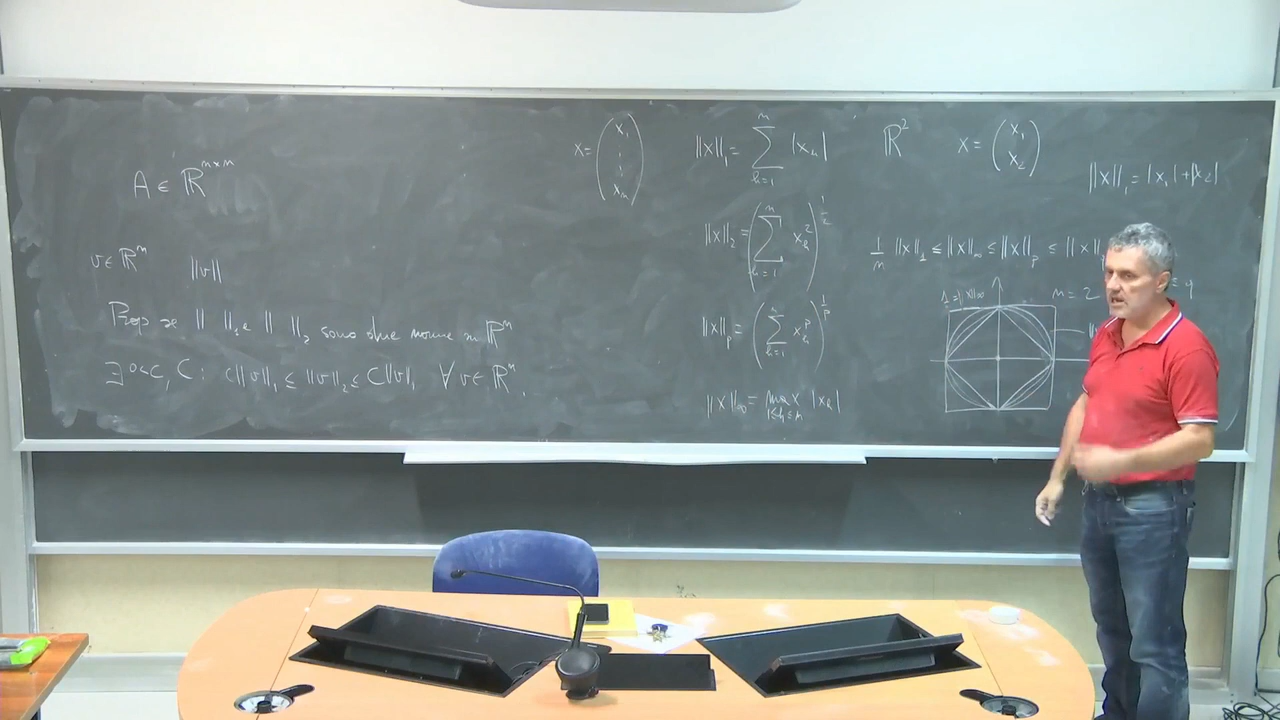 A ∈ ℝ^{n×n}
v ∈ ℝ^n ‖v‖
Prop se ‖ ‖₁ e ‖ ‖₂ sono due norme in ℝ^n
∃ 0<c, C : c‖v‖₁ ≤ ‖v‖₂ ≤ C‖v‖₁ ∀ v ∈ ℝ^n.
x = (x₁ ⋮ xₙ)
‖x‖₁ = ∑_{k=1}^{n} |x_k|
‖x‖₂ = (∑_{k=1}^{n} x_k²)^{1/2}
‖x‖_p = (∑_{k=1}^{n} x_k^p)^{1/p}
‖x‖_∞ = max_{1≤k≤n} |x_k|
ℝ² x = (x₁ x₂)
‖x‖₁ = |x₁| + |x₂|
1/n ‖x‖₁ ≤ ‖x‖_∞ ≤ ‖x‖_p ≤ ‖x‖
1 = ‖x‖_∞ n = 2